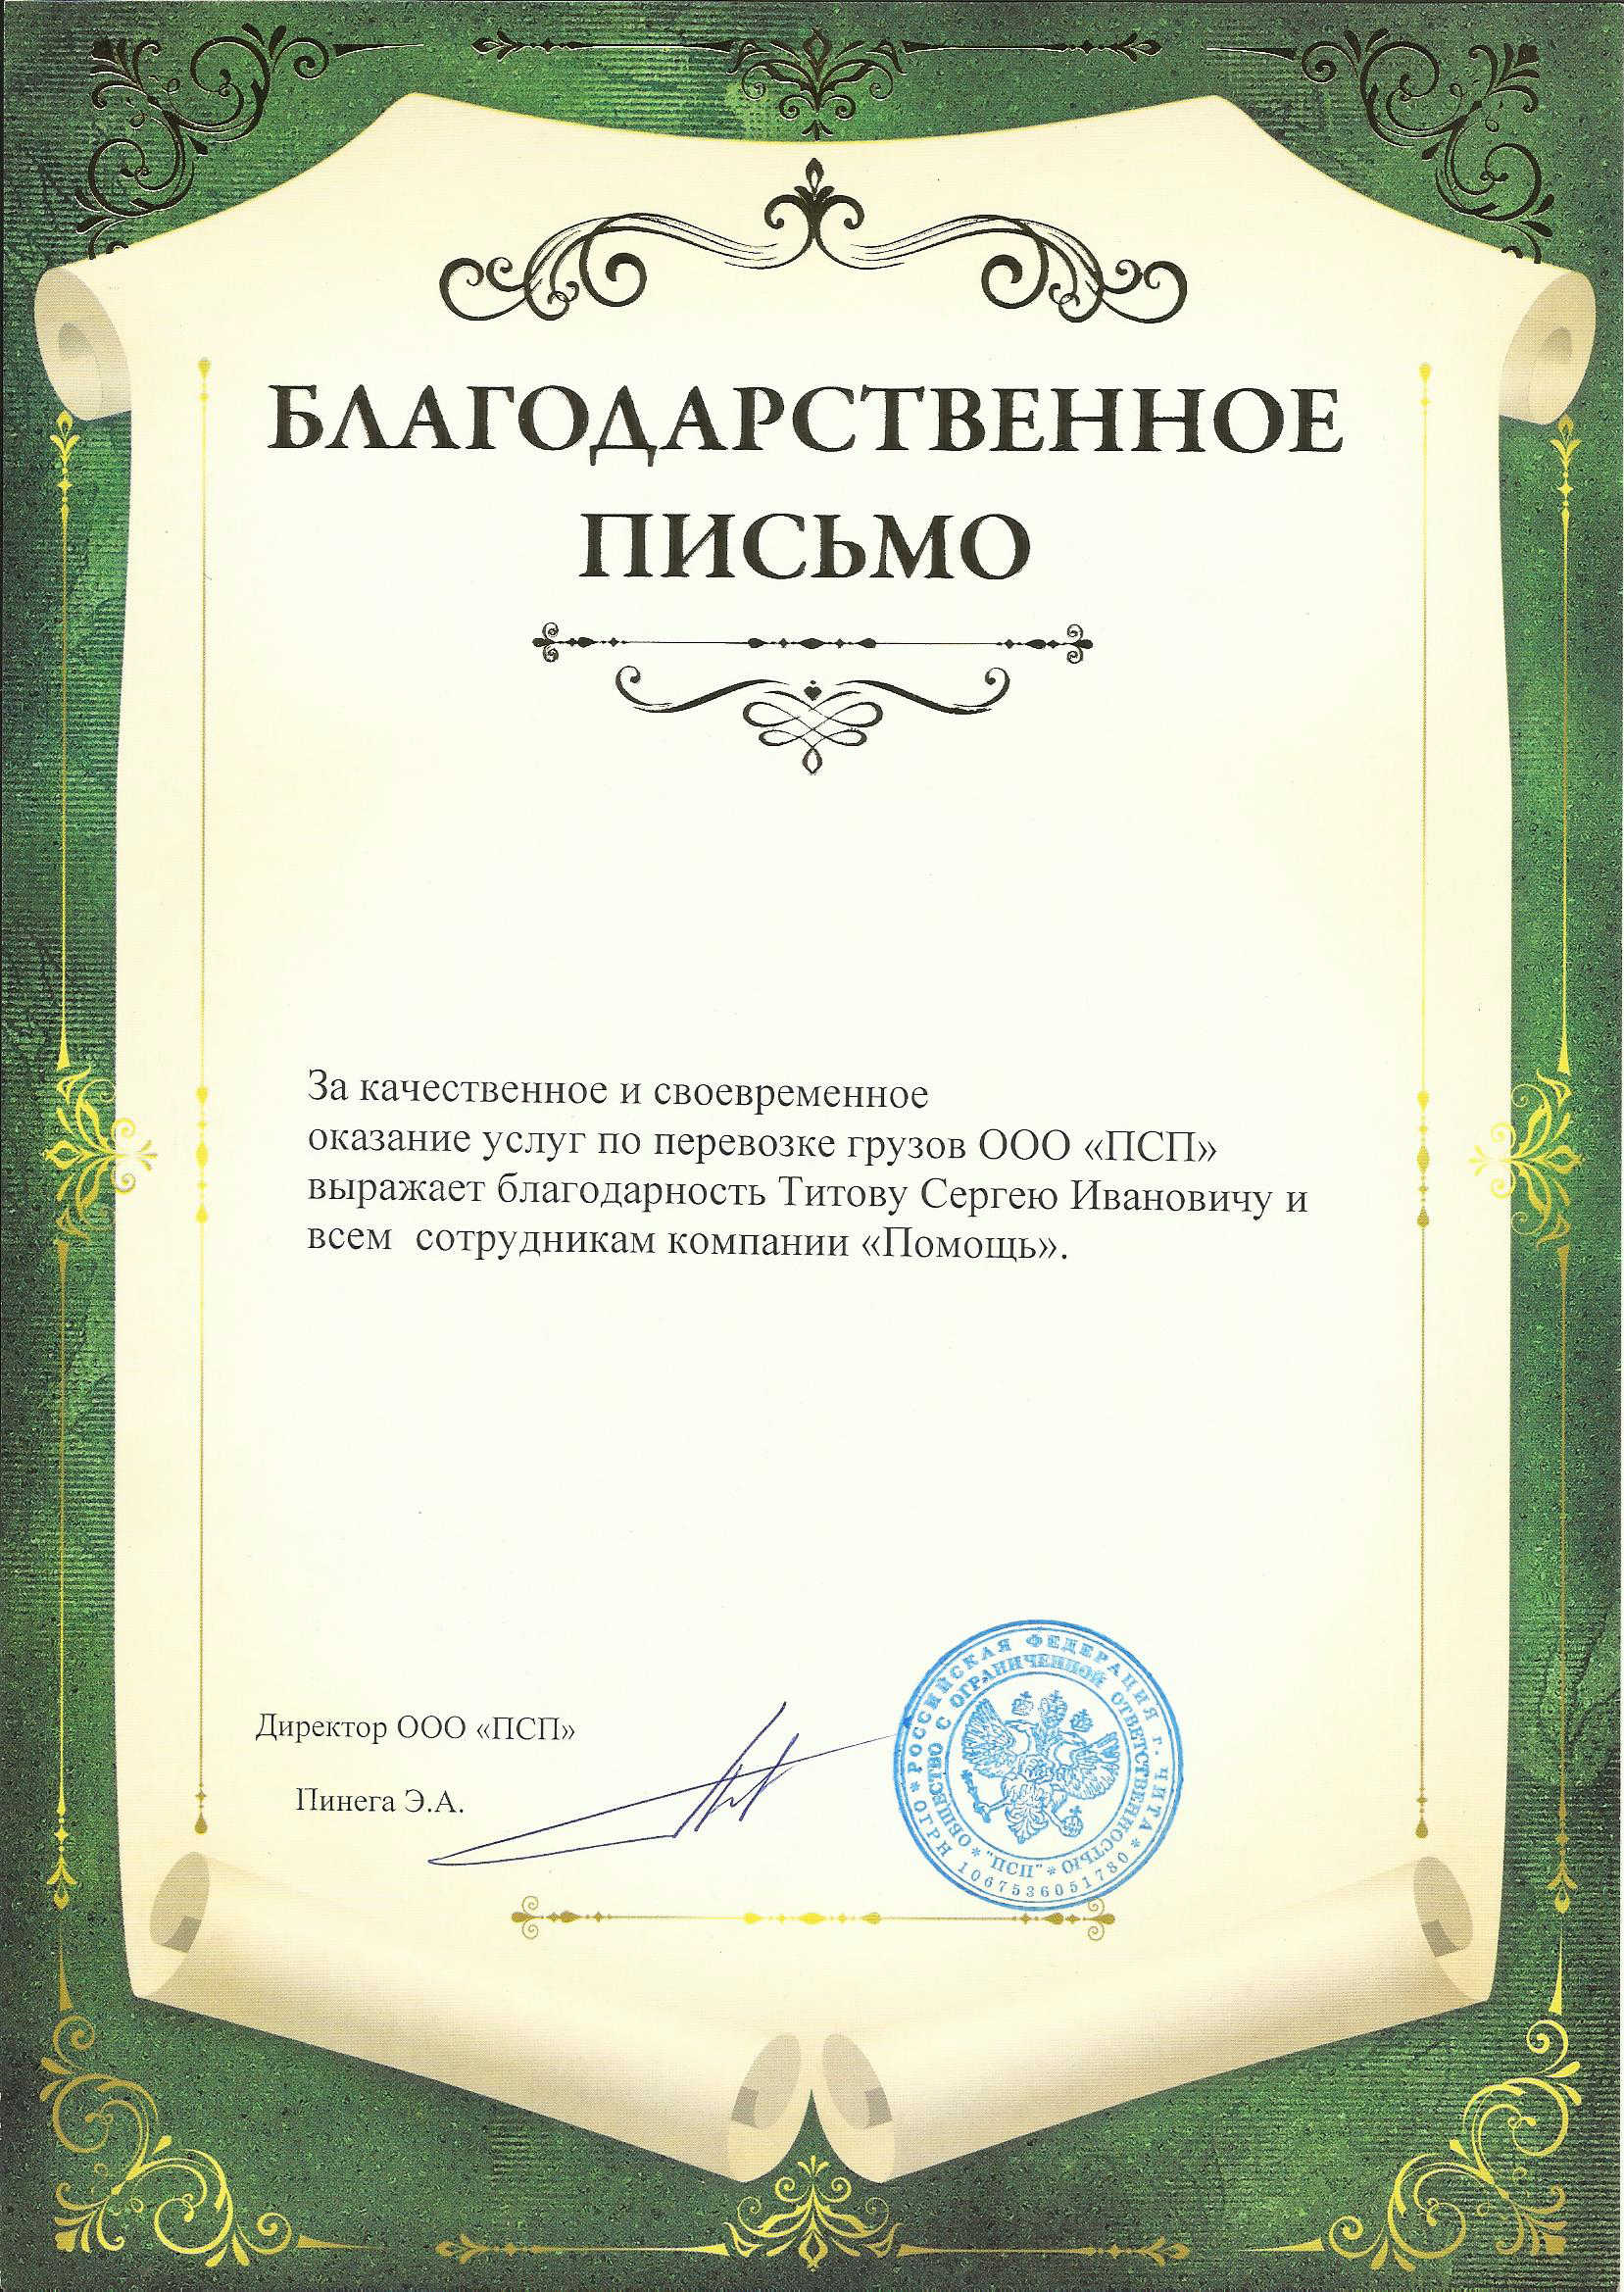 БЛАГОДАРСТВЕННОЕ
ПИСЬМО
За качественное и своевременное
оказание услуг по перевозке грузов ООО «ПСП»
выражает благодарность Титову Сергею Ивановичу и
всем сотрудникам компании «Помощь».
Директор ООО «ПСП»
Пинега Э.А.
* РОССИЙСКАЯ ФЕДЕРАЦИЯ г. ЧИТА * ОГРН 1067536051780
* ОБЩЕСТВО С ОГРАНИЧЕННОЙ ОТВЕТСТВЕННОСТЬЮ * "ПСП"